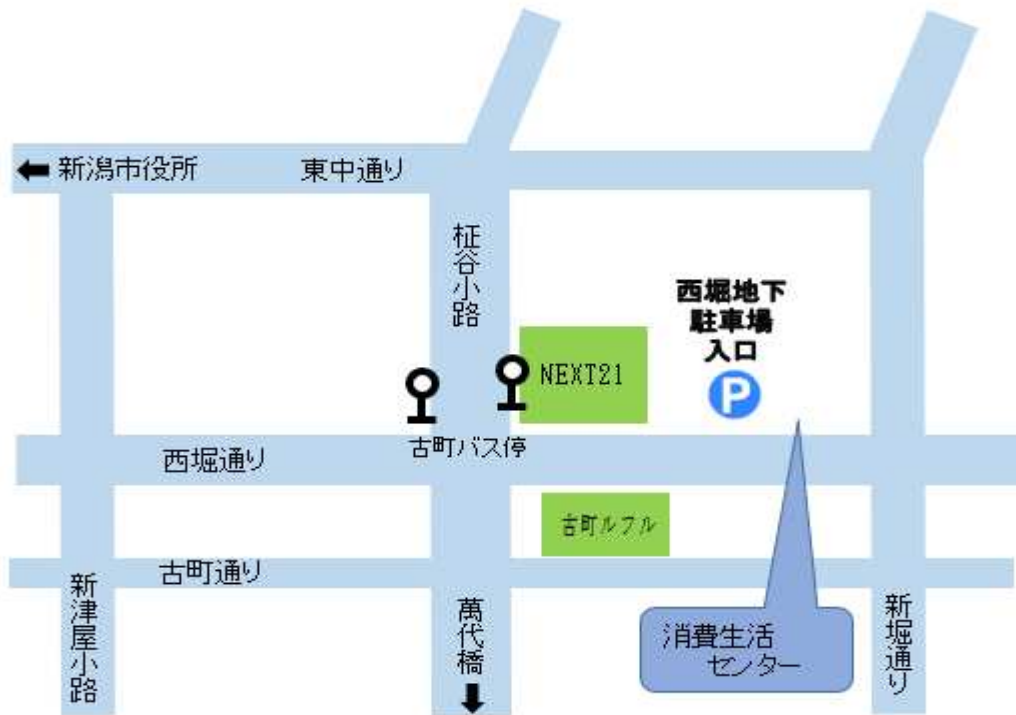 新潟市役所
東中通り
柾谷小路
西堀地下
駐車場
入口
P
NEXT21
古町バス停
西堀通り
古町ルフル
古町通り
新津屋小路
萬代橋
消費生活
センター
新堀通り